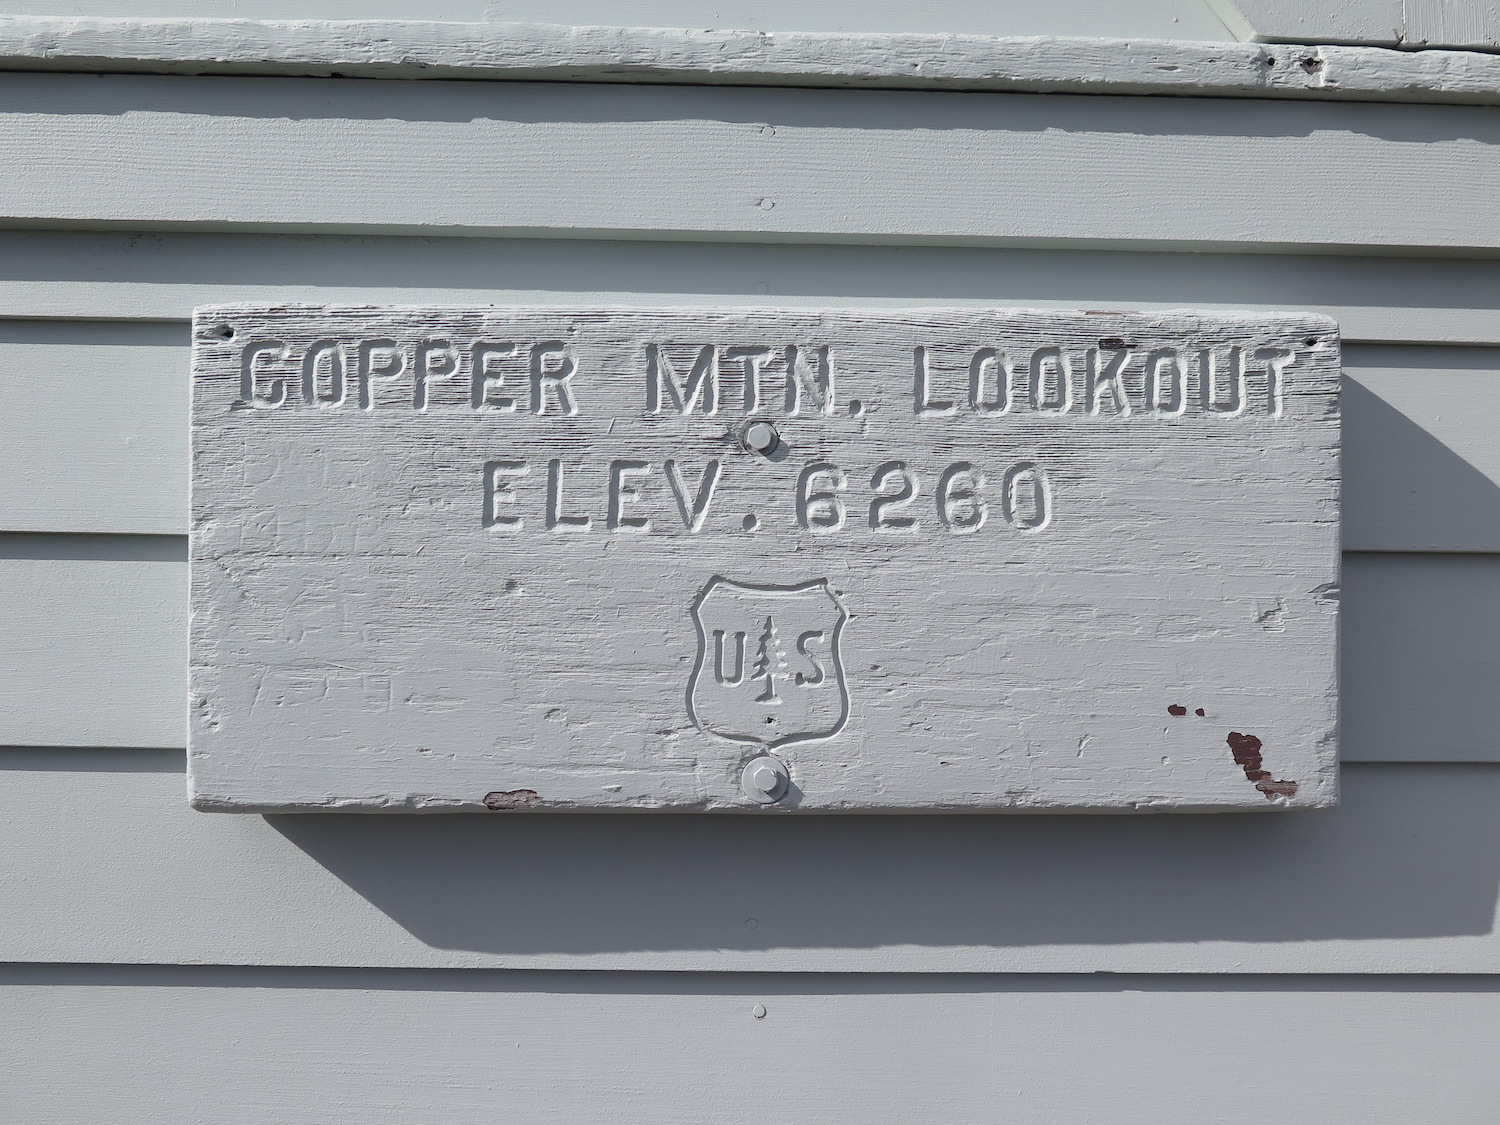 COPPER MTN. LOOKOUT
ELEV. 6260
U S